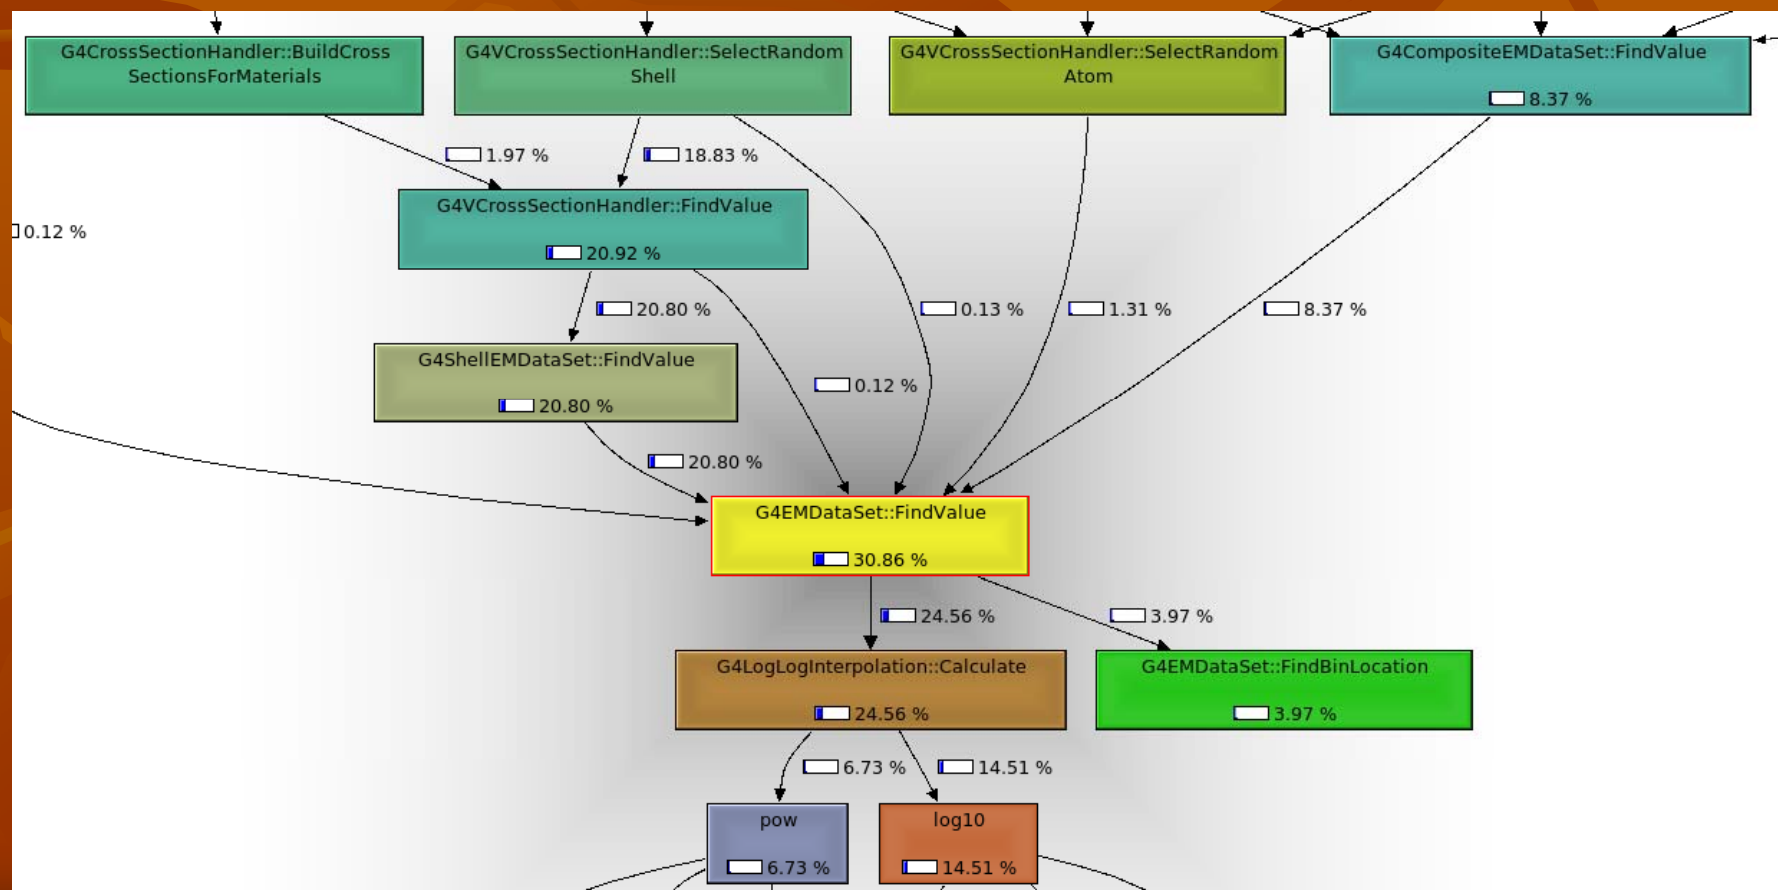 G4CrossSectionHandler::BuildCross
SectionsForMaterials
G4VCrossSectionHandler::SelectRandom
Shell
G4VCrossSectionHandler::SelectRandom
Atom
G4CompositeEMDataSet::FindValue
8.37 %
1.97 %
18.83 %
G4VCrossSectionHandler::FindValue
20.92 %
0.12 %
20.80 %
0.13 %
1.31 %
8.37 %
G4ShellEMDataSet::FindValue
20.80 %
0.12 %
20.80 %
G4EMDataSet::FindValue
30.86 %
24.56 %
3.97 %
G4LogLogInterpolation::Calculate
24.56 %
G4EMDataSet::FindBinLocation
3.97 %
6.73 %
14.51 %
pow
6.73 %
log10
14.51 %